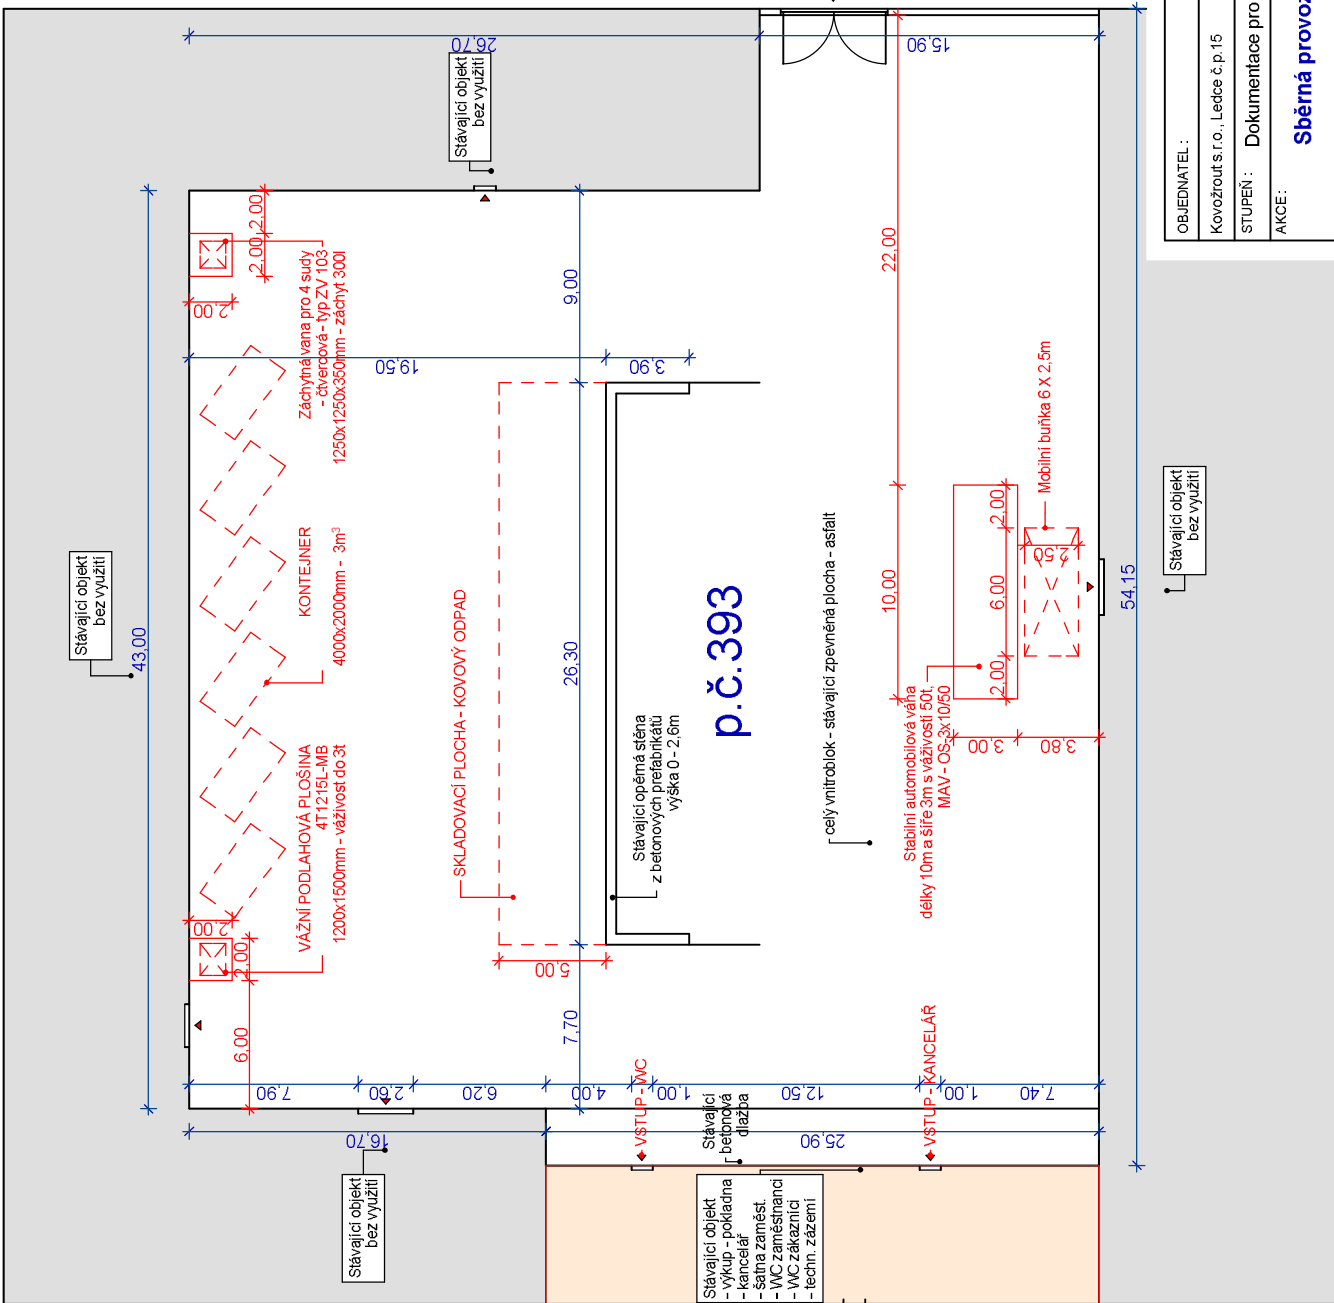 OBJEDNATEL :
Kovožrout s.r.o., Ledce č.p.15
STUPEŇ :
Dokumentace pro
AKCE :
Sběrná provoz
Stávající objekt
bez využití
43,00
Stávající objekt
bez využití
26,70
15,90
Stávající objekt
bez využití
16,70
Stávající objekt
bez využití
54,15
2,00
2,00
2,00
Záchytná vana pro 4 sudy
- čtvercová - typ ZV 103 -
1250x1250x350mm - záchyt 300l
KONTEJNER
4000x2000mm - 3m³
VÁŽNÍ PODLAHOVÁ PLOŠINA
4T1215L-MB
1200x1500mm - váživost do 3t
2,00
2,00
6,00
SKLADOVACÍ PLOCHA - KOVOVÝ ODPAD
5,00
19,50
3,90
9,00
26,30
7,70
Stávající opěrná stěna
z betonových prefabrikátů
výška 0 - 2,6m
p.č.393
celý vnitroblok - stávající zpevněná plocha - asfalt
22,00
10,00
Stabilní automobilová váha
délky 10m a šíře 3m s váživostí 50t,
MAV - OS-3x10/50
2,00
6,00
2,00
2,50
3,00
3,80
Mobilní buňka 6 X 2,5m
7,90
2,60
6,20
4,00
1,00
12,50
1,00
7,40
25,90
VSTUP - WC
VSTUP - KANCELÁŘ
Stávající
betonová
dlažba
Stávající objekt
- výkup - pokladna
- kancelář
- šatna zaměst.
- WC zaměstnanci
- WC zákazníci
- techn. zázemí